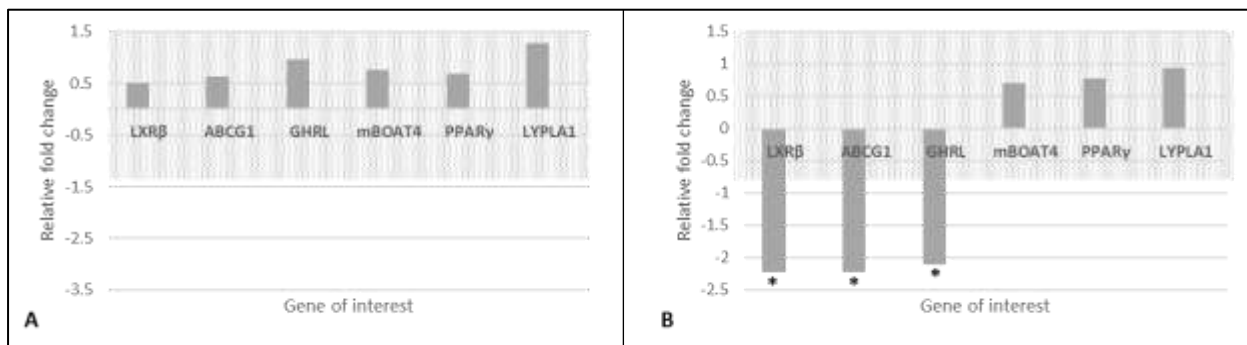 1.5
0.5
-0.5
-1.5
-2.5
-3.5
Relative fold change
LXRβ ABCG1 GHRL mBOAT4 PPARγ LYPLA1
Gene of interest
A
1.5
1
0.5
0
-0.5
-1
-1.5
-2
-2.5
Relative fold change
LXRβ ABCG1 GHRL mBOAT4 PPARγ LYPLA1
* * *
Gene of interest
B